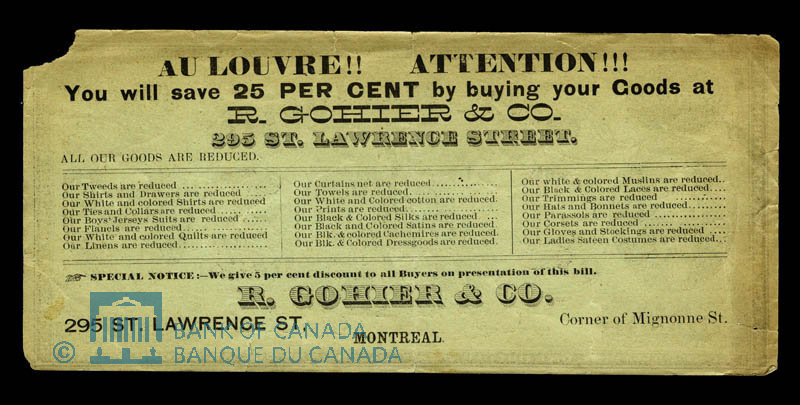 AU LOUVRE!! ATTENTION!!!
You will save 25 PER CENT by buying your Goods at
R. GOHIER & CO.
295 ST. LAWRENCE STREET.
ALL OUR GOODS ARE REDUCED.
Our Tweeds are reduced
Our Shirts and Drawers are reduced
Our White and colored Shirts are reduced
Our Ties and Collars are reduced
Our Boys' Jerseys Suits are reduced
Our Flanels are reduced
Our White and colored Quilts are reduced
Our Linens are reduced
Our Curtains net are reduced
Our Towels are reduced
Our White and Colored cotton are reduced.
Our Prints are reduced
Our Black & Colored Silks are reduced
Our Black and Colored Satins are reduced
Our Blk. & colored Cachemires are reduced.
Our Blk. & Colored Dressgoods are reduced.
Our white & colored Muslins are reduced..
Our Black & Colored Laces are reduced....
Our Trimmings are reduced
Our Hats and Bonnets are reduced
Our Parassols are reduced
Our Corsets are reduced
Our Gloves and Stockings are reduced
Our Ladies Sateen Costumes are reduced...
☞ SPECIAL NOTICE:—We give 5 per cent discount to all Buyers on presentation of this bill.
R. GOHIER & CO.
295 ST. LAWRENCE ST. Corner of Mignonne St.
MONTREAL.
© BANK OF CANADA
BANQUE DU CANADA